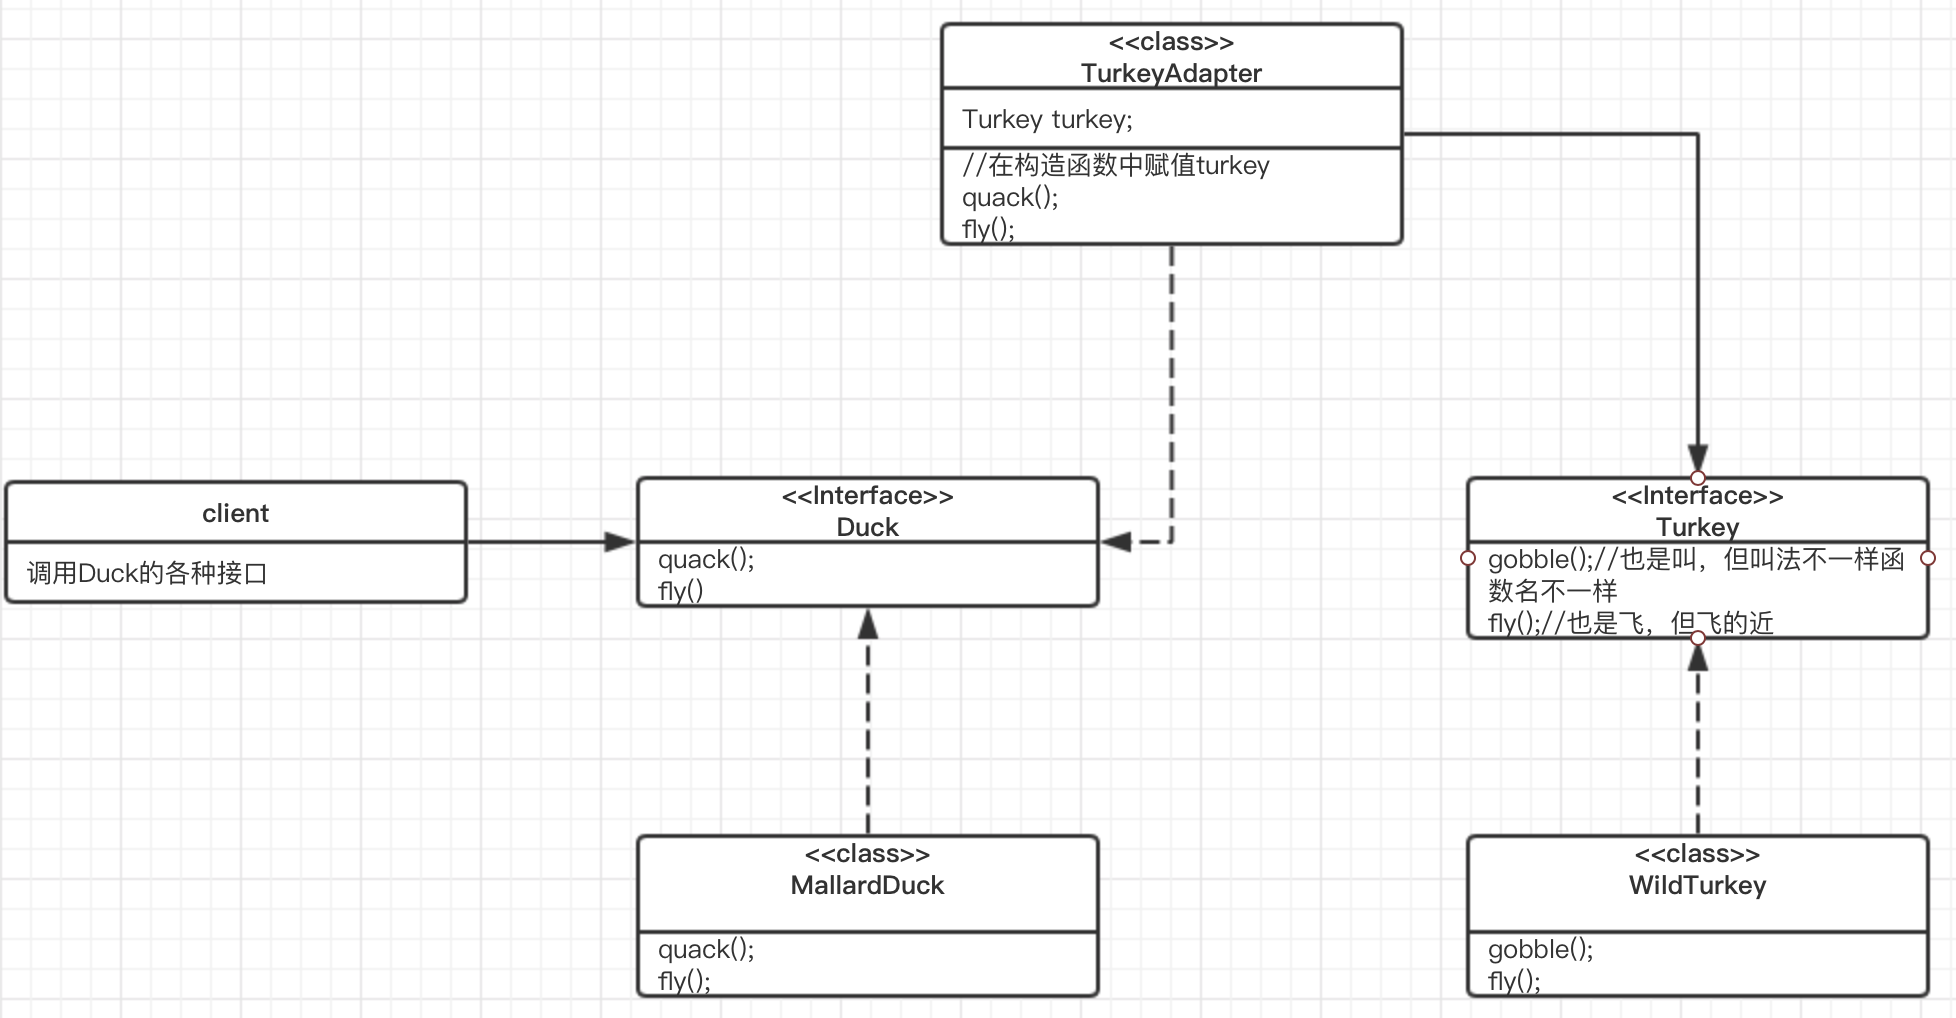 <<class>>
TurkeyAdapter
Turkey turkey;
//在构造函数中赋值turkey
quack();
fly();
client
调用Duck的各种接口
<<Interface>>
Duck
quack();
fly()
<<Interface>>
Turkey
gobble();//也是叫，但叫法不一样函
数名不一样
fly();//也是飞，但飞的近
<<class>>
MallardDuck
quack();
fly();
<<class>>
WildTurkey
gobble();
fly();